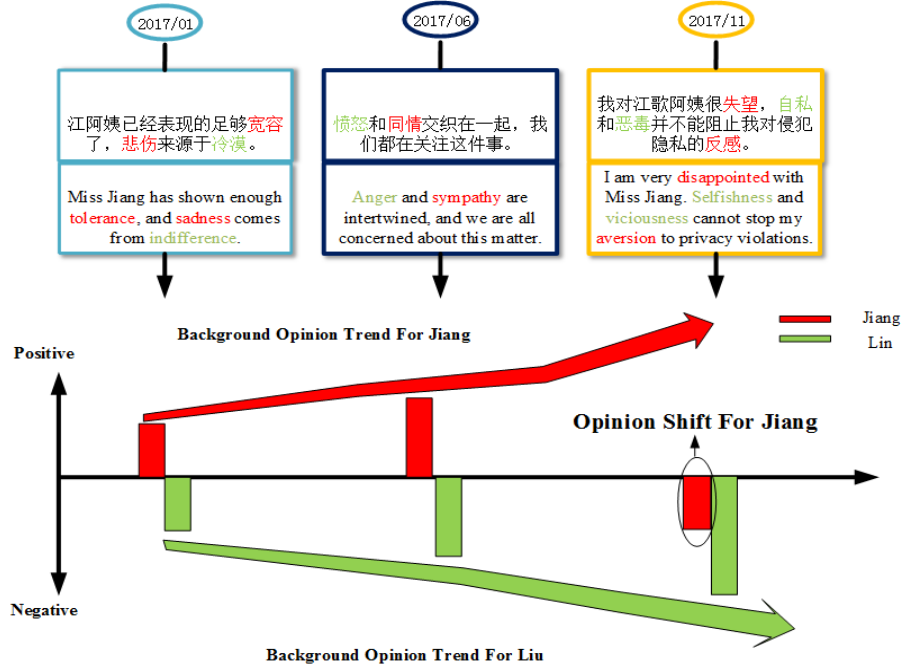 2017/01
2017/06
2017/11
江阿姨已经表现的足够宽容
了，悲伤来源于冷漠。
愤怒和同情交织在一起，我
们都在关注这件事。
我对江歌阿姨很失望，自私
和恶毒并不能阻止我对侵犯
隐私的反感。
Miss Jiang has shown enough
tolerance, and sadness comes
from indifference.
Anger and sympathy are
intertwined, and we are all
concerned about this matter.
I am very disappointed with
Miss Jiang. Selfishness and
viciousness cannot stop my
aversion to privacy violations.
Background Opinion Trend For Jiang
Jiang
Lin
Positive
Opinion Shift For Jiang
Negative
Background Opinion Trend For Liu